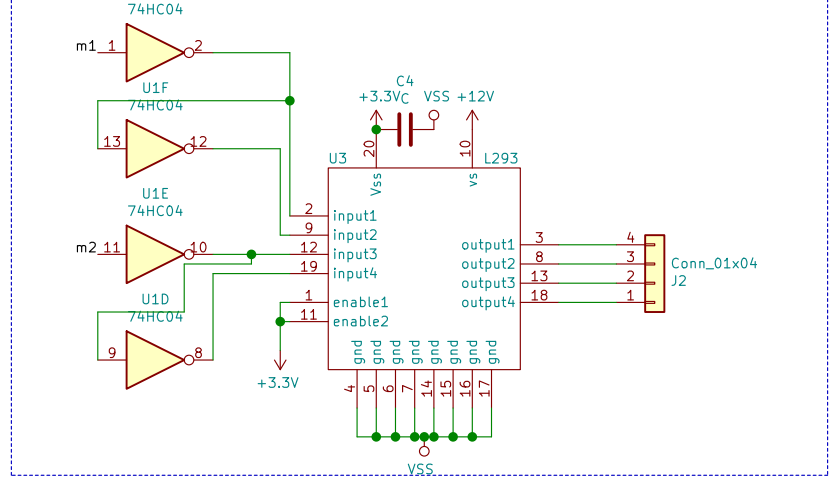 74HC04
m1 1 2
U1F
74HC04
13 12
U1E
74HC04
m2 11 10
U1D
74HC04
9 8
C4
+3.3V C VSS +12V
20 10
U3 L293
Vss vs
2 input1
9 input2
12 input3
19 input4
1 enable1
11 enable2
output1 3 4
output2 8 3
output3 13 2
output4 18 1
Conn_01x04
J2
+3.3V
gnd gnd gnd gnd gnd gnd gnd gnd
4 5 6 7 14 15 16 17
VSS